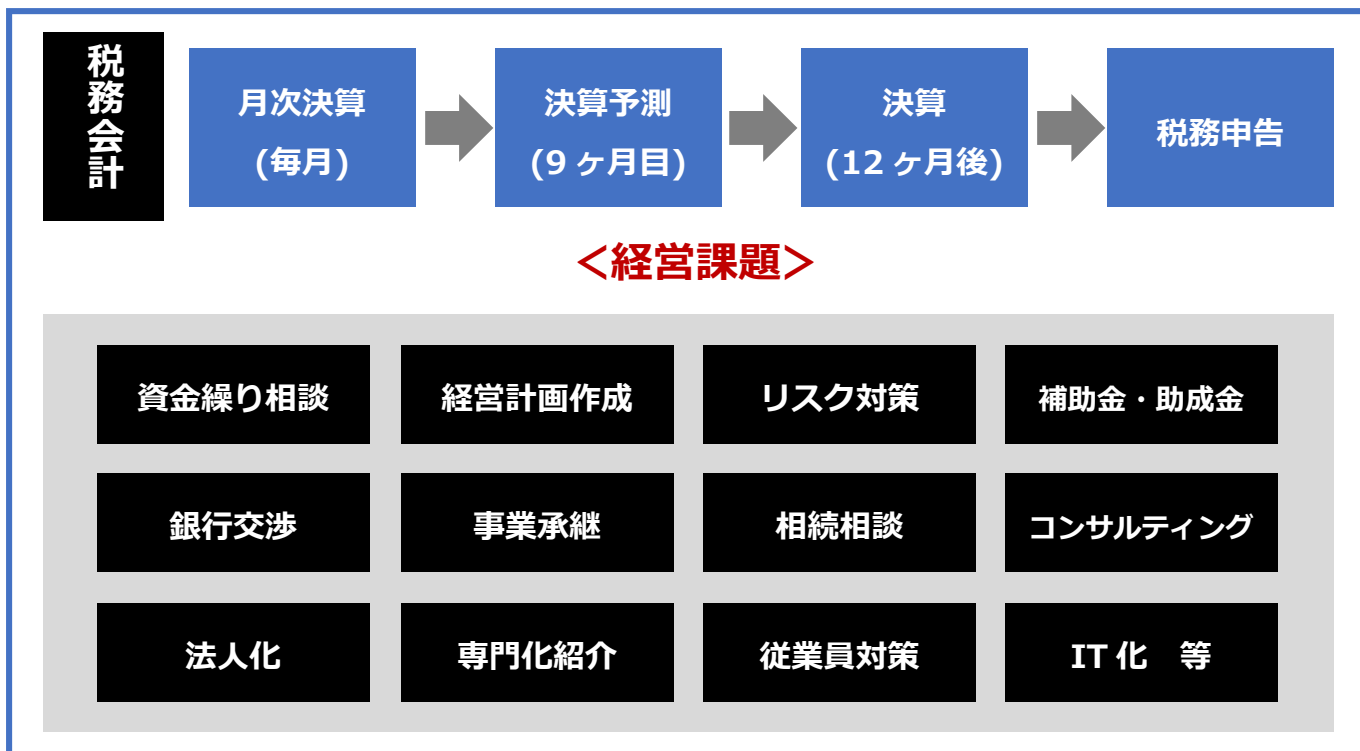 税務会計
月次決算
(毎月)
決算予測
(9 ヶ月目)
決算
(12 ヶ月後)
税務申告
＜経営課題＞
資金繰り相談
経営計画作成
リスク対策
補助金・助成金
銀行交渉
事業承継
相続相談
コンサルティング
法人化
専門化紹介
従業員対策
IT 化　等